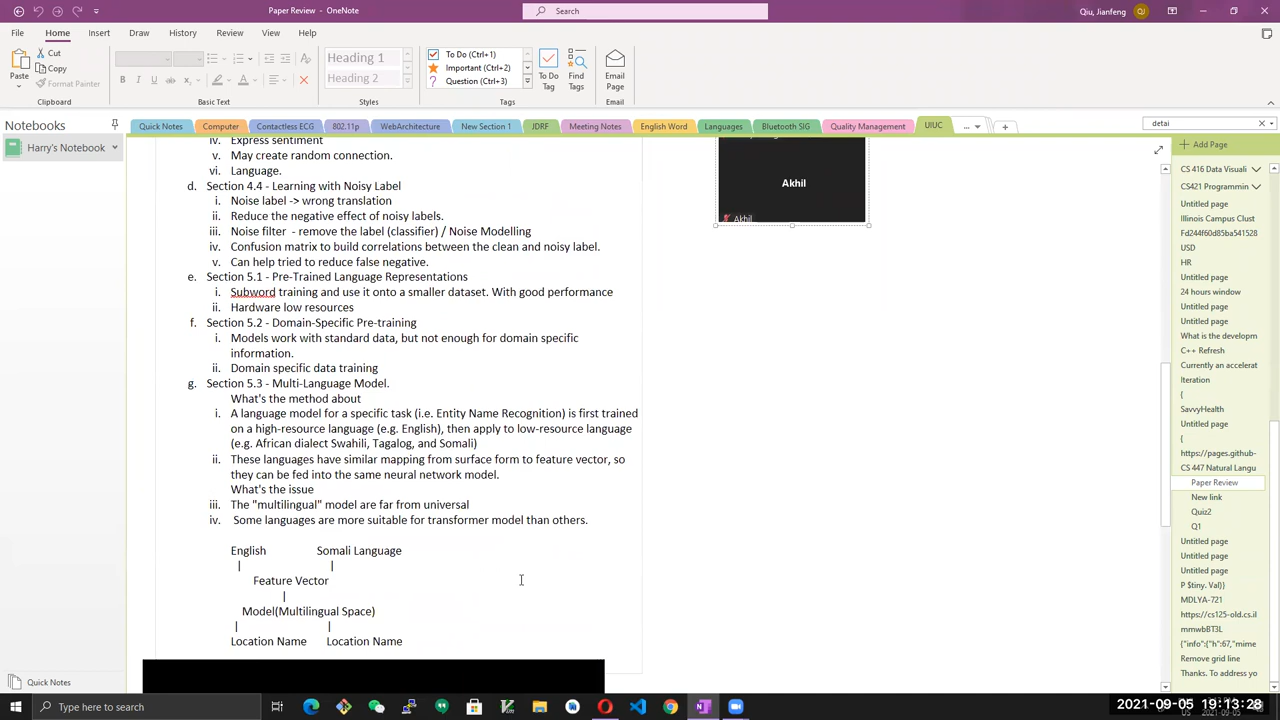 Paper Review - OneNote
Search
Qiu, Jianfeng
File Home Insert Draw History Review View Help
Paste
Cut
Copy
Format Painter
Clipboard
Basic Text
Heading 1
Heading 2
Styles
To Do (Ctrl+1)
Important (Ctrl+2)
Question (Ctrl+3)
To Do Tag
Find Tags
Tags
Email Page
Email
Notebooks
Harry's Notebook
Quick Notes Computer Contactless ECG 802.11p WebArchitecture New Section 1 JDRF Meeting Notes English Word Languages Bluetooth SIG Quality Management UIUC ...
detai
iv. Express sentiment
v. May create random connection.
vi. Language.
d. Section 4.4 - Learning with Noisy Label
i. Noise label -> wrong translation
ii. Reduce the negative effect of noisy labels.
iii. Noise filter - remove the label (classifier) / Noise Modelling
iv. Confusion matrix to build correlations between the clean and noisy label.
v. Can help tried to reduce false negative.
e. Section 5.1 - Pre-Trained Language Representations
i. Subword training and use it onto a smaller dataset. With good performance
ii. Hardware low resources
f. Section 5.2 - Domain-Specific Pre-training
i. Models work with standard data, but not enough for domain specific
information.
ii. Domain specific data training
g. Section 5.3 - Multi-Language Model.
What's the method about
i. A language model for a specific task (i.e. Entity Name Recognition) is first trained
on a high-resource language (e.g. English), then apply to low-resource language
(e.g. African dialect Swahili, Tagalog, and Somali)
ii. These languages have similar mapping from surface form to feature vector, so
they can be fed into the same neural network model.
What's the issue
iii. The "multilingual" model are far from universal
iv. Some languages are more suitable for transformer model than others.
English Somali Language
| |
Feature Vector
|
Model(Multilingual Space)
| |
Location Name Location Name
Akhil
Akhil
Add Page
CS 416 Data Visuali
CS421 Programmin
Untitled page
Illinois Campus Clust
Fd244f60d85ba541528
USD
HR
Untitled page
24 hours window
Untitled page
Untitled page
What is the developm
C++ Refresh
Currently an accelerat
Iteration
{
SavvyHealth
Untitled page
{
https://pages.github-
CS 447 Natural Langu
Paper Review
New link
Quiz2
Q1
Untitled page
Untitled page
Untitled page
P $tiny. Val)}
MDLYA-721
https://cs125-old.cs.il
mmwbBT3L
{"info":{"h":67,"mime
Remove grid line
Thanks. To address yo
Quick Notes
Type here to search
2021-09-05 19:13:28